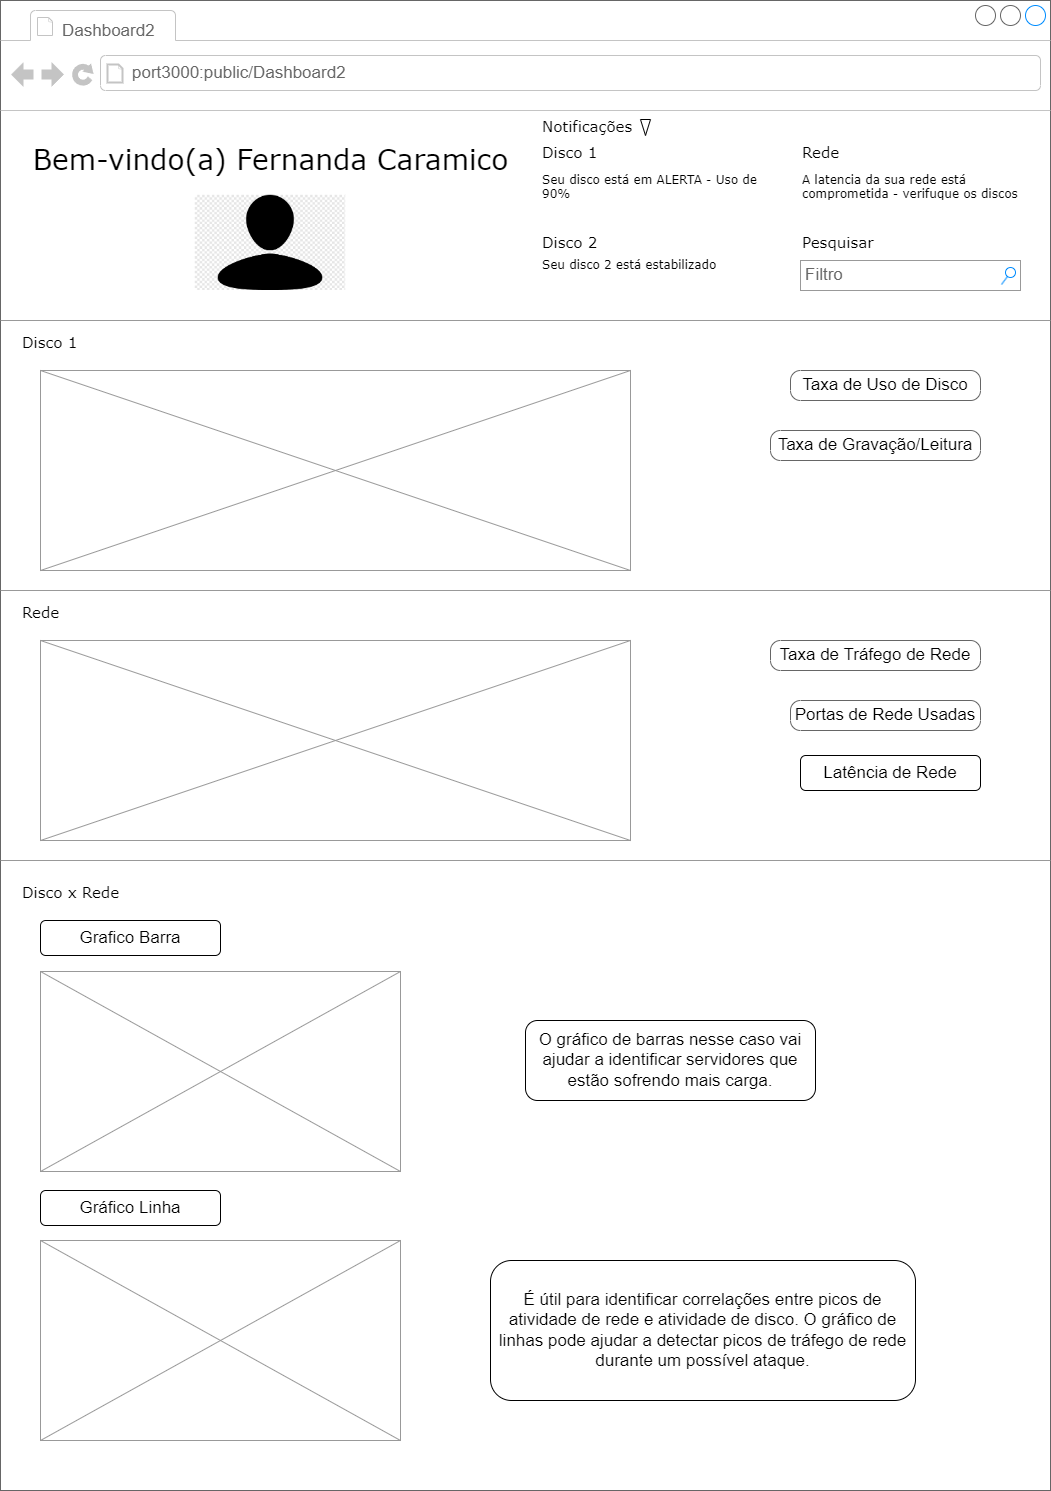 Dashboard2
port3000:public/Dashboard2
Bem-vindo(a) Fernanda Caramico
Notificações
Disco 1
Seu disco está em ALERTA - Uso de
90%
Rede
A latencia da sua rede está
comprometida - verifuque os discos
Disco 2
Seu disco 2 está estabilizado
Pesquisar
Filtro
Disco 1
Taxa de Uso de Disco
Taxa de Gravação/Leitura
Rede
Taxa de Tráfego de Rede
Portas de Rede Usadas
Latência de Rede
Disco x Rede
Grafico Barra
O gráfico de barras nesse caso vai
ajudar a identificar servidores que
estão sofrendo mais carga.
Gráfico Linha
É útil para identificar correlações entre picos de
atividade de rede e atividade de disco. O gráfico de
linhas pode ajudar a detectar picos de tráfego de rede
durante um possível ataque.